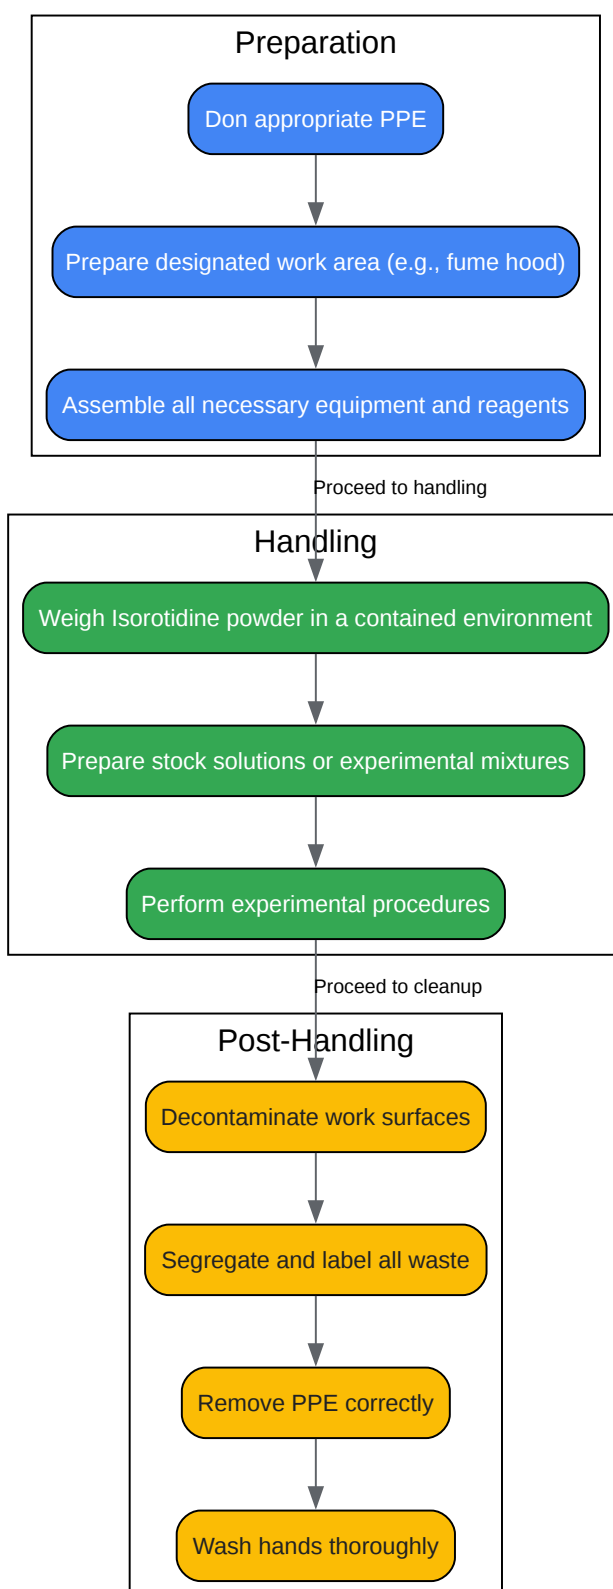 Preparation
Don appropriate PPE
Prepare designated work area (e.g., fume hood)
Assemble all necessary equipment and reagents
Proceed to handling
Handling
Weigh Isorotidine powder in a contained environment
Prepare stock solutions or experimental mixtures
Perform experimental procedures
Proceed to cleanup
Post-Handling
Decontaminate work surfaces
Segregate and label all waste
Remove PPE correctly
Wash hands thoroughly